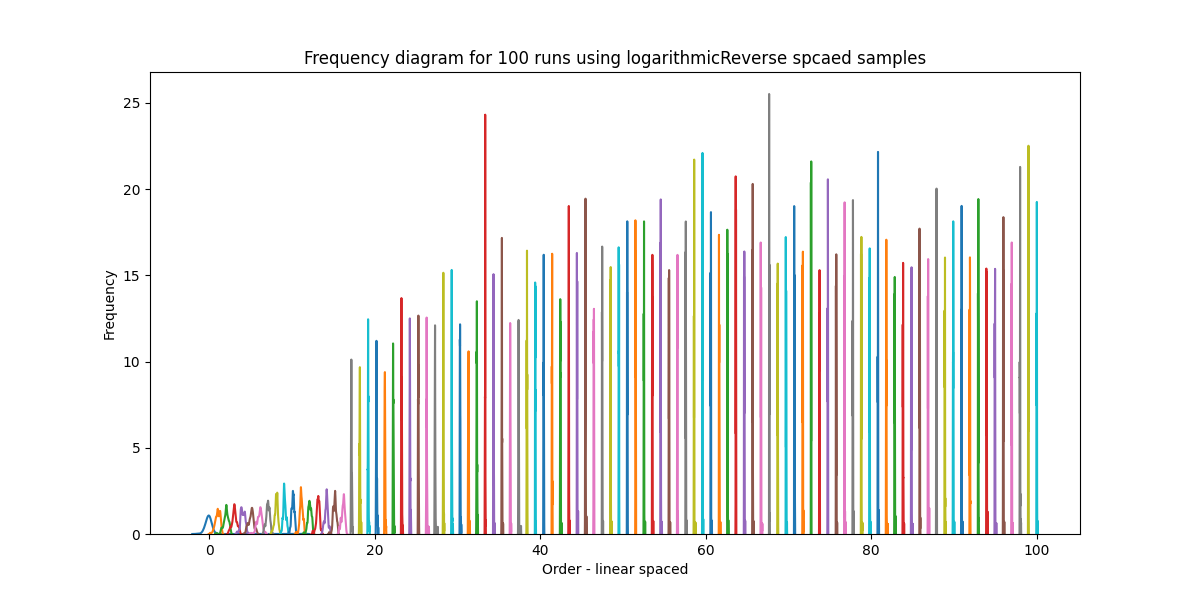 Frequency diagram for 100 runs using logarithmicReverse spcaed samples
25
20
15
10
5
0
Frequency
0 20 40 60 80 100
Order - linear spaced